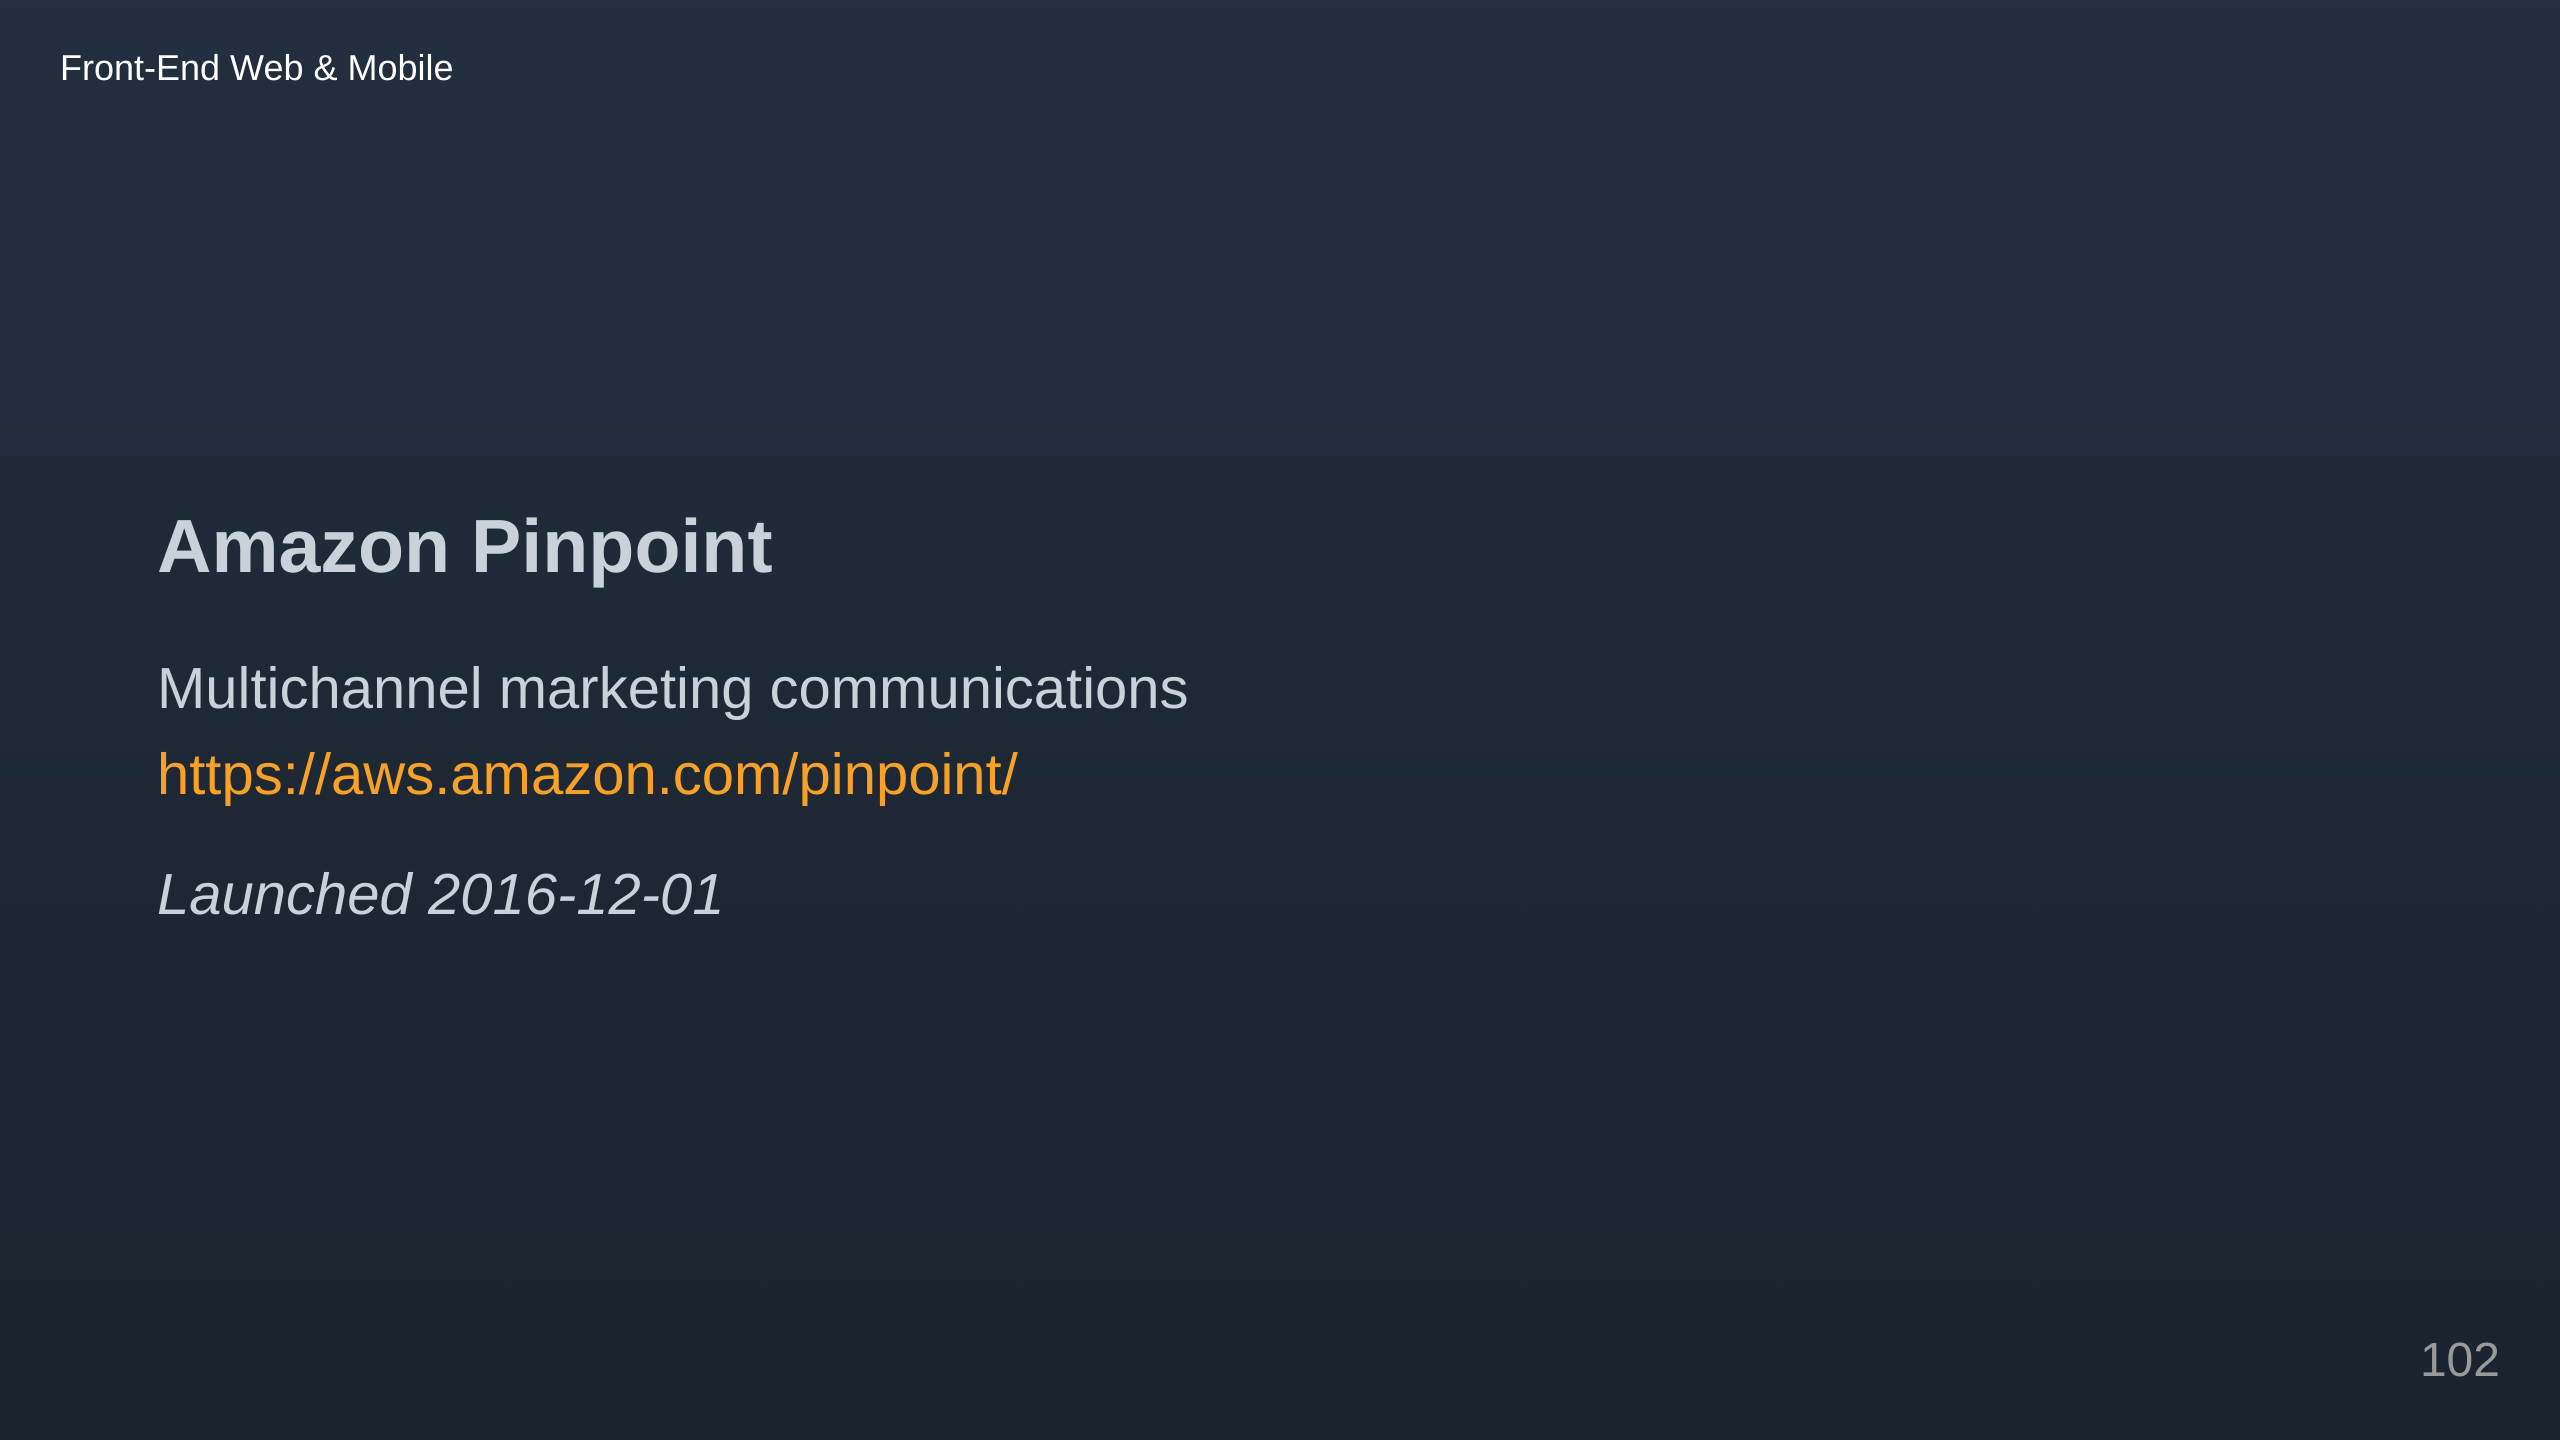 Front-End Web & Mobile
Amazon Pinpoint
Multichannel marketing communications
https://aws.amazon.com/pinpoint/
Launched 2016-12-01
102